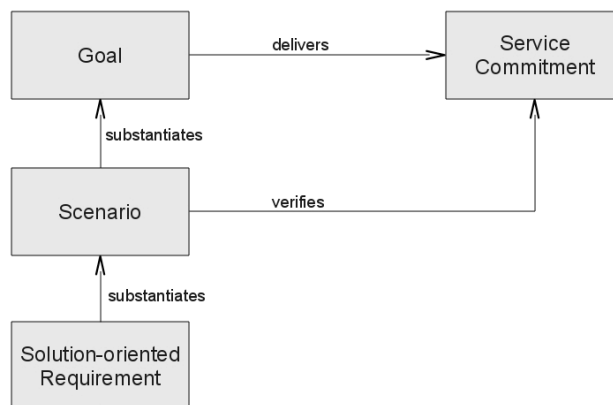 Goal
delivers
Service
Commitment
substantiates
Scenario
verifies
substantiates
Solution-oriented
Requirement